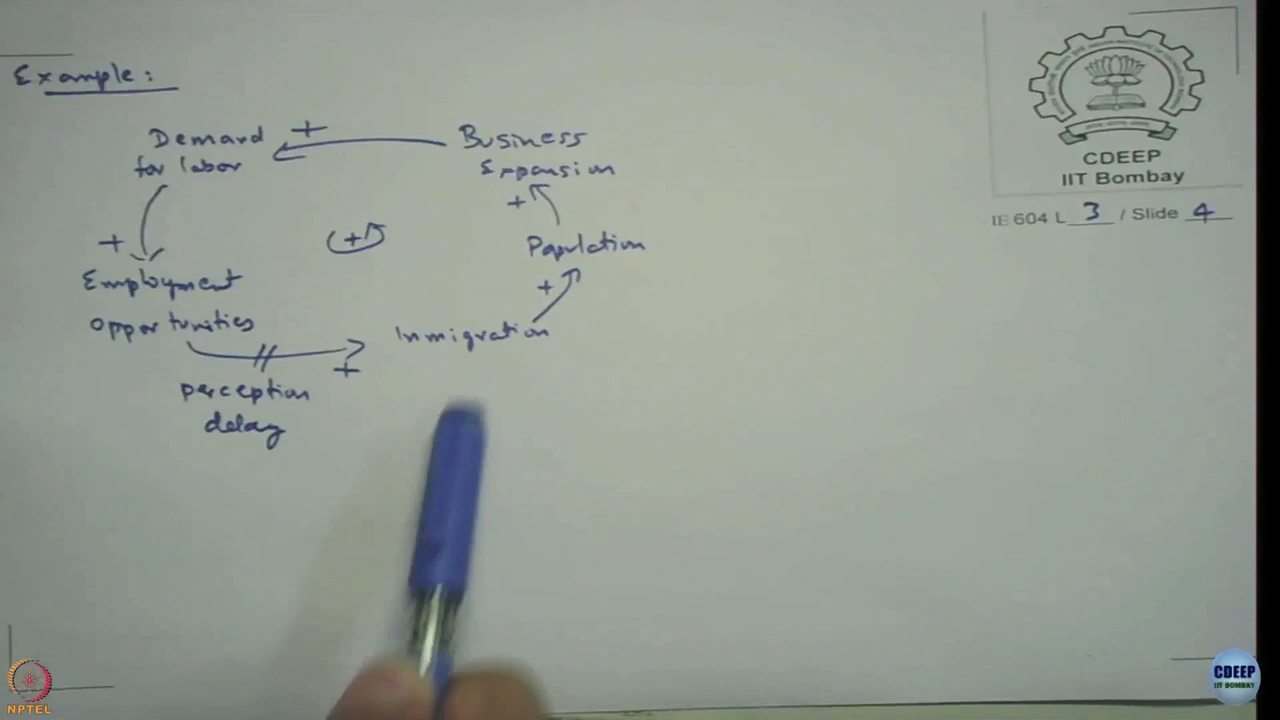 Example:
Demand
for labor
+
Business
Expansion
+
Population
+
Inmigration
+
Employment
opportunities
+
+
perception
delay
CDEEP
IIT Bombay
IE 604 L 3 / Slide 4
NPTEL
CDEEP
IIT BOMBAY